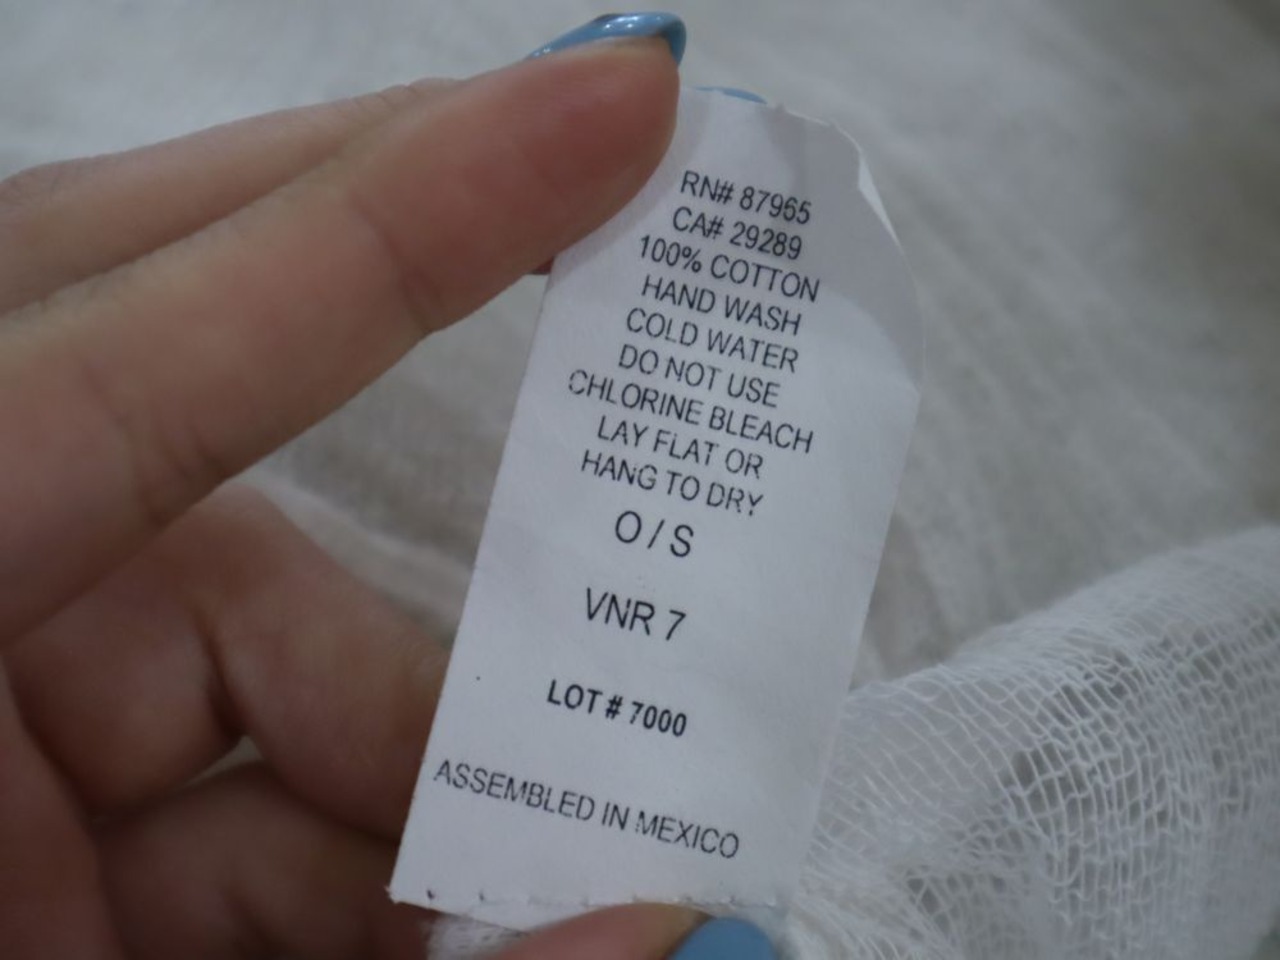 RN# 87965
CA# 29289
100% COTTON
HAND WASH
COLD WATER
DO NOT USE
CHLORINE BLEACH
LAY FLAT OR
HANG TO DRY
O / S
VNR 7
LOT # 7000
ASSEMBLED IN MEXICO